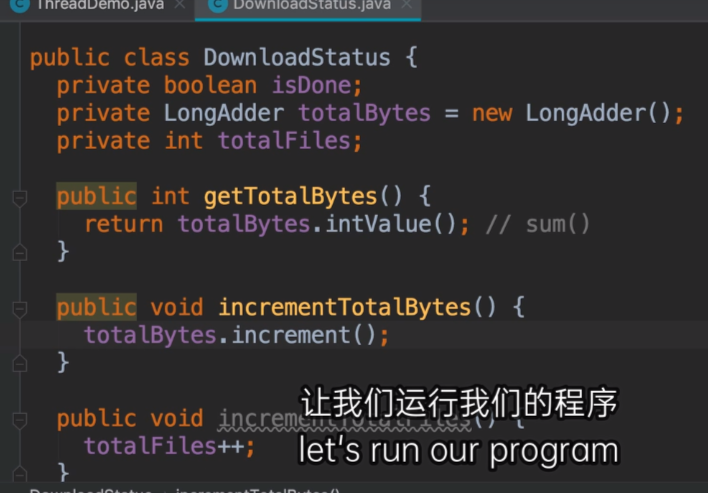 ThreadDemo.java × DownloadStatus.java ×
public class DownloadStatus {
private boolean isDone;
private LongAdder totalBytes = new LongAdder();
private int totalFiles;
public int getTotalBytes() {
return totalBytes.intValue(); // sum()
}
public void incrementTotalBytes() {
totalBytes.increment();
}
public void incrementTotalFiles() {
totalFiles++;
}
让我们运行我们的程序
let's run our program
DownloadStatus › incrementTotalBytes()